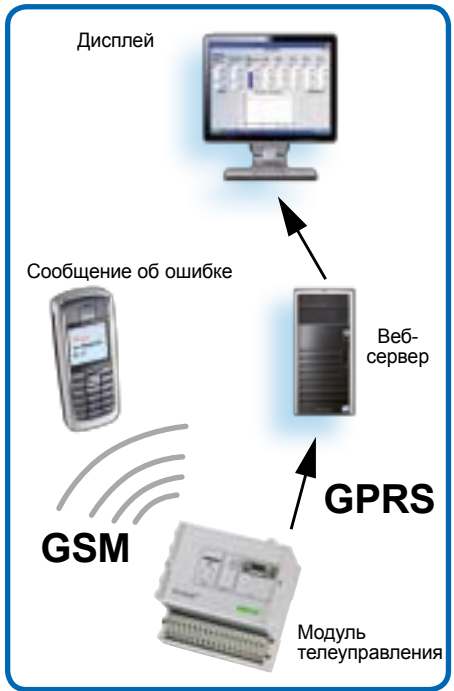 Дисплей
Сообщение об ошибке
Веб-
сервер
GPRS
GSM
Модуль
телеуправления